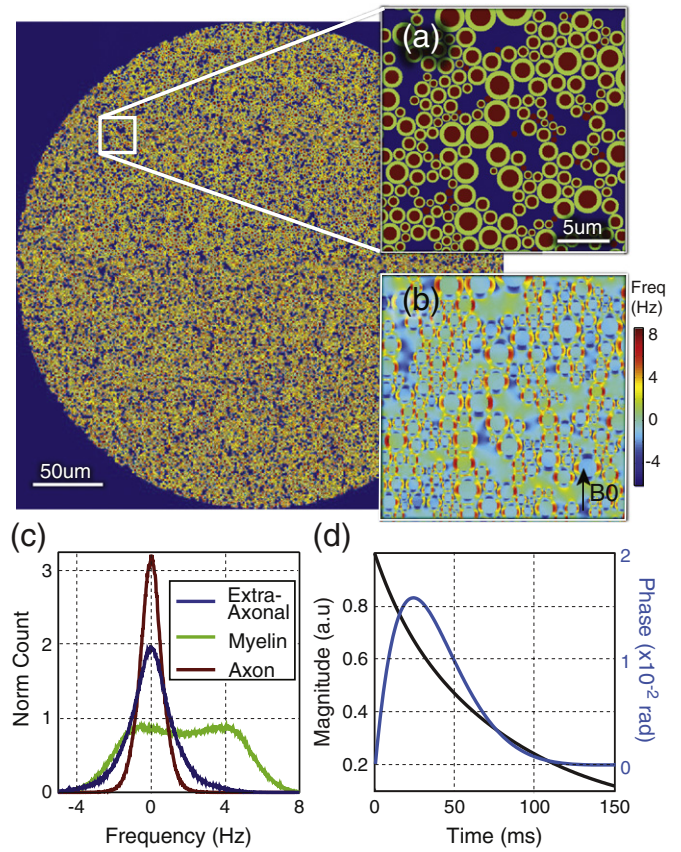 (a)
5um
50um
(b)
B0
Freq
(Hz)
8
4
0
-4
(c)
Norm Count
3
2
1
0
Extra-
Axonal
Myelin
Axon
-4
0
4
8
Frequency (Hz)
(d)
Magnitude (a.u)
0.8
0.6
0.4
0.2
2
1
0
Phase (x10⁻² rad)
0
50
100
150
Time (ms)